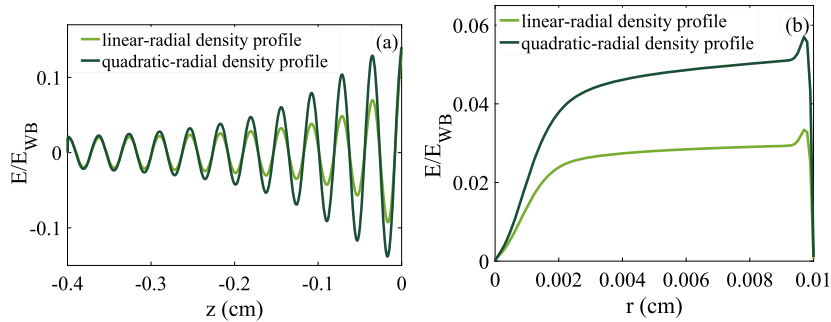 linear-radial density profile
quadratic-radial density profile
(a)
0.1
0
-0.1
E/E_WB
-0.4
-0.3
-0.2
-0.1
0
z (cm)
linear-radial density profile
quadratic-radial density profile
(b)
0.06
0.04
0.02
0
E/E_WB
0
0.002
0.004
0.006
0.008
0.01
r (cm)